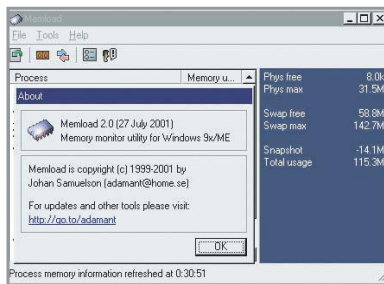 Memload
File Tools Help
Process Memory u...
About
Memload 2.0 (27 July 2001)
Memory monitor utility for Windows 9x/ME
Memload is copyright (c) 1999-2001 by
Johan Samuelson (adamant@home.se)
For updates and other tools please visit:
http://go.to/adamant
OK
Phys free 8.0k
Phys max 31.5M
Swap free 58.8M
Swap max 142.7M
Snapshot -14.1M
Total usage 115.3M
Process memory information refreshed at 0:30:51